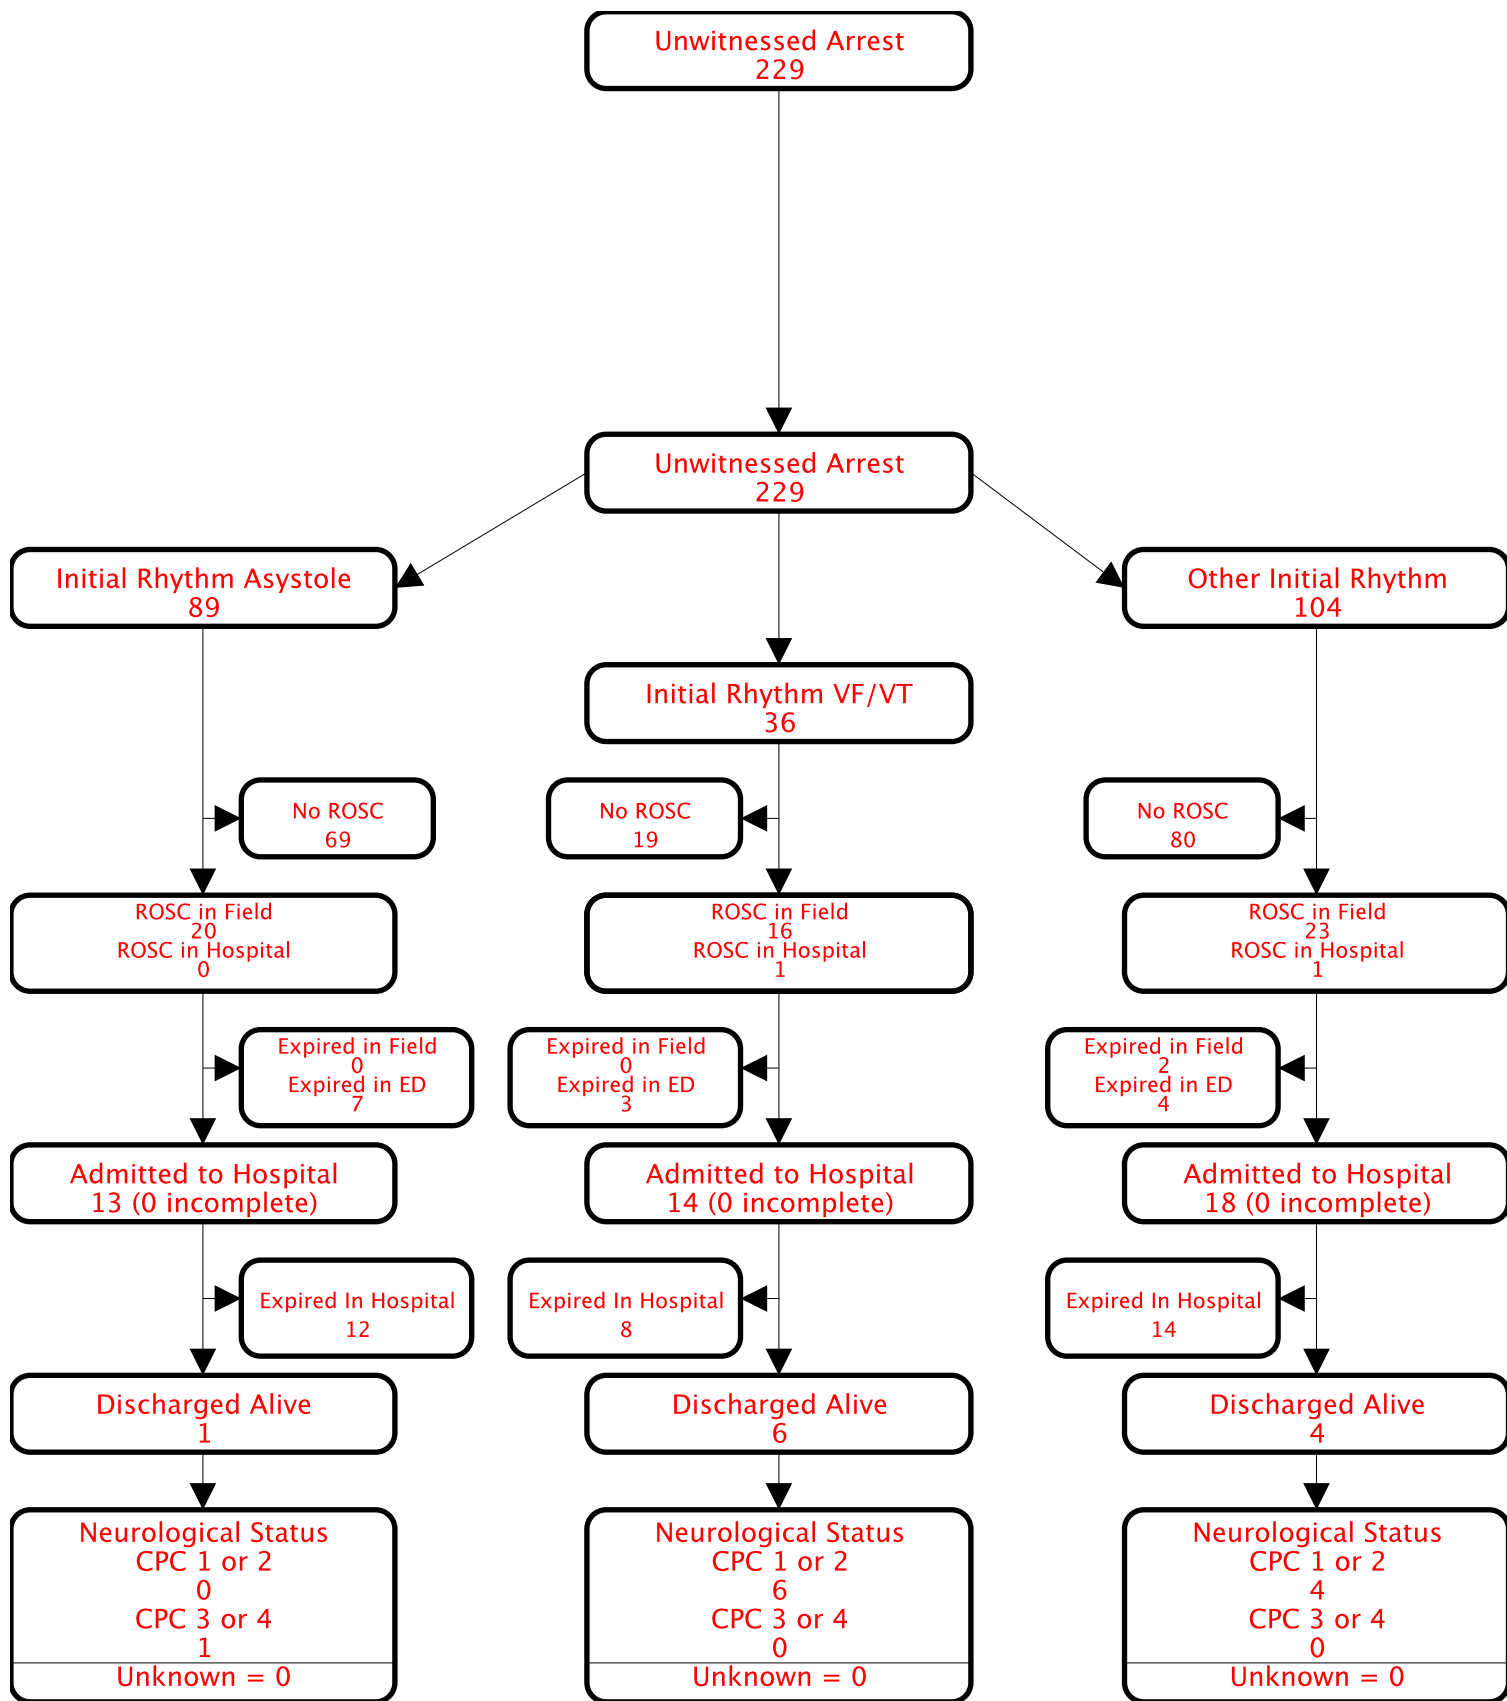 Unwitnessed Arrest
229
Unwitnessed Arrest
229
Initial Rhythm Asystole
89
Other Initial Rhythm
104
Initial Rhythm VF/VT
36
No ROSC
69
No ROSC
19
No ROSC
80
ROSC in Field
20
ROSC in Hospital
0
ROSC in Field
16
ROSC in Hospital
1
ROSC in Field
23
ROSC in Hospital
1
Expired in Field
0
Expired in ED
7
Expired in Field
0
Expired in ED
3
Expired in Field
2
Expired in ED
4
Admitted to Hospital
13 (0 incomplete)
Admitted to Hospital
14 (0 incomplete)
Admitted to Hospital
18 (0 incomplete)
Expired In Hospital
12
Expired In Hospital
8
Expired In Hospital
14
Discharged Alive
1
Discharged Alive
6
Discharged Alive
4
Neurological Status
CPC 1 or 2
0
CPC 3 or 4
1
Unknown = 0
Neurological Status
CPC 1 or 2
6
CPC 3 or 4
0
Unknown = 0
Neurological Status
CPC 1 or 2
4
CPC 3 or 4
0
Unknown = 0